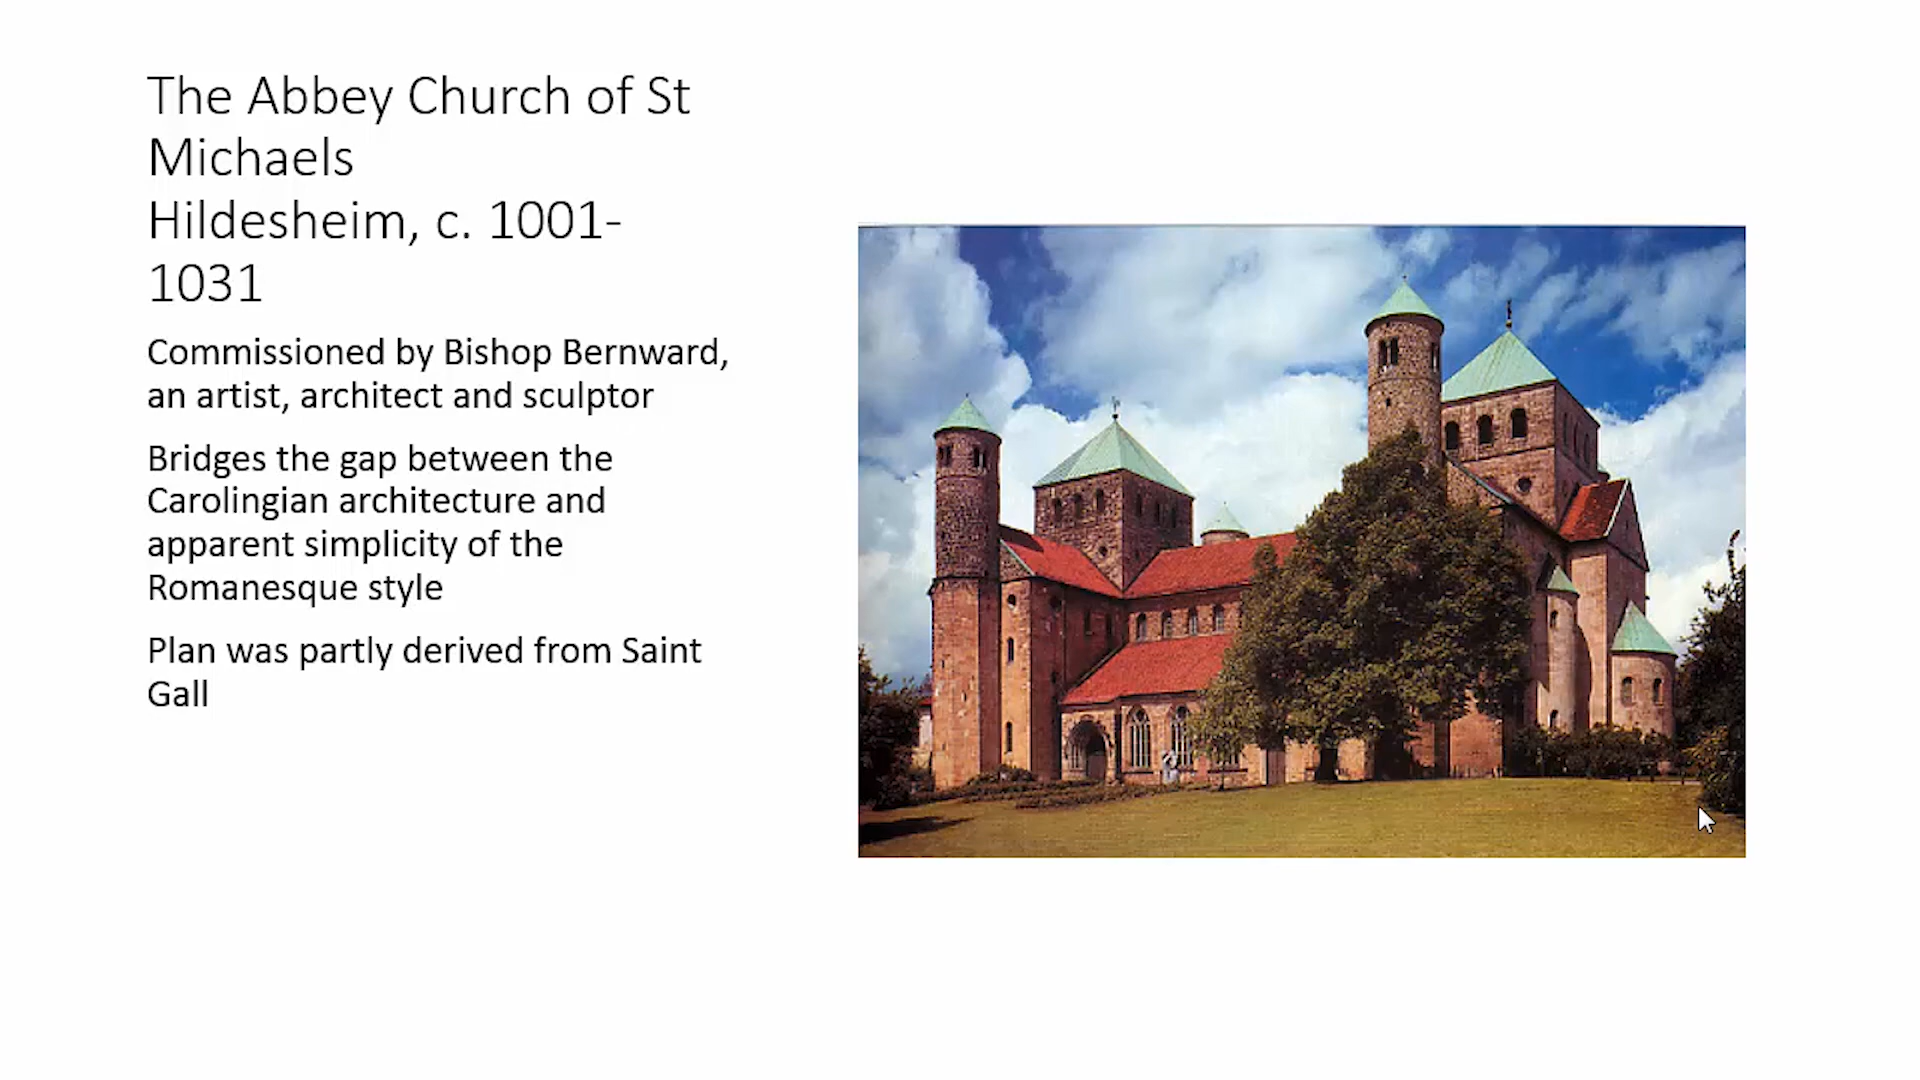 The Abbey Church of St
Michaels
Hildesheim, c. 1001-
1031
Commissioned by Bishop Bernward,
an artist, architect and sculptor
Bridges the gap between the
Carolingian architecture and
apparent simplicity of the
Romanesque style
Plan was partly derived from Saint
Gall